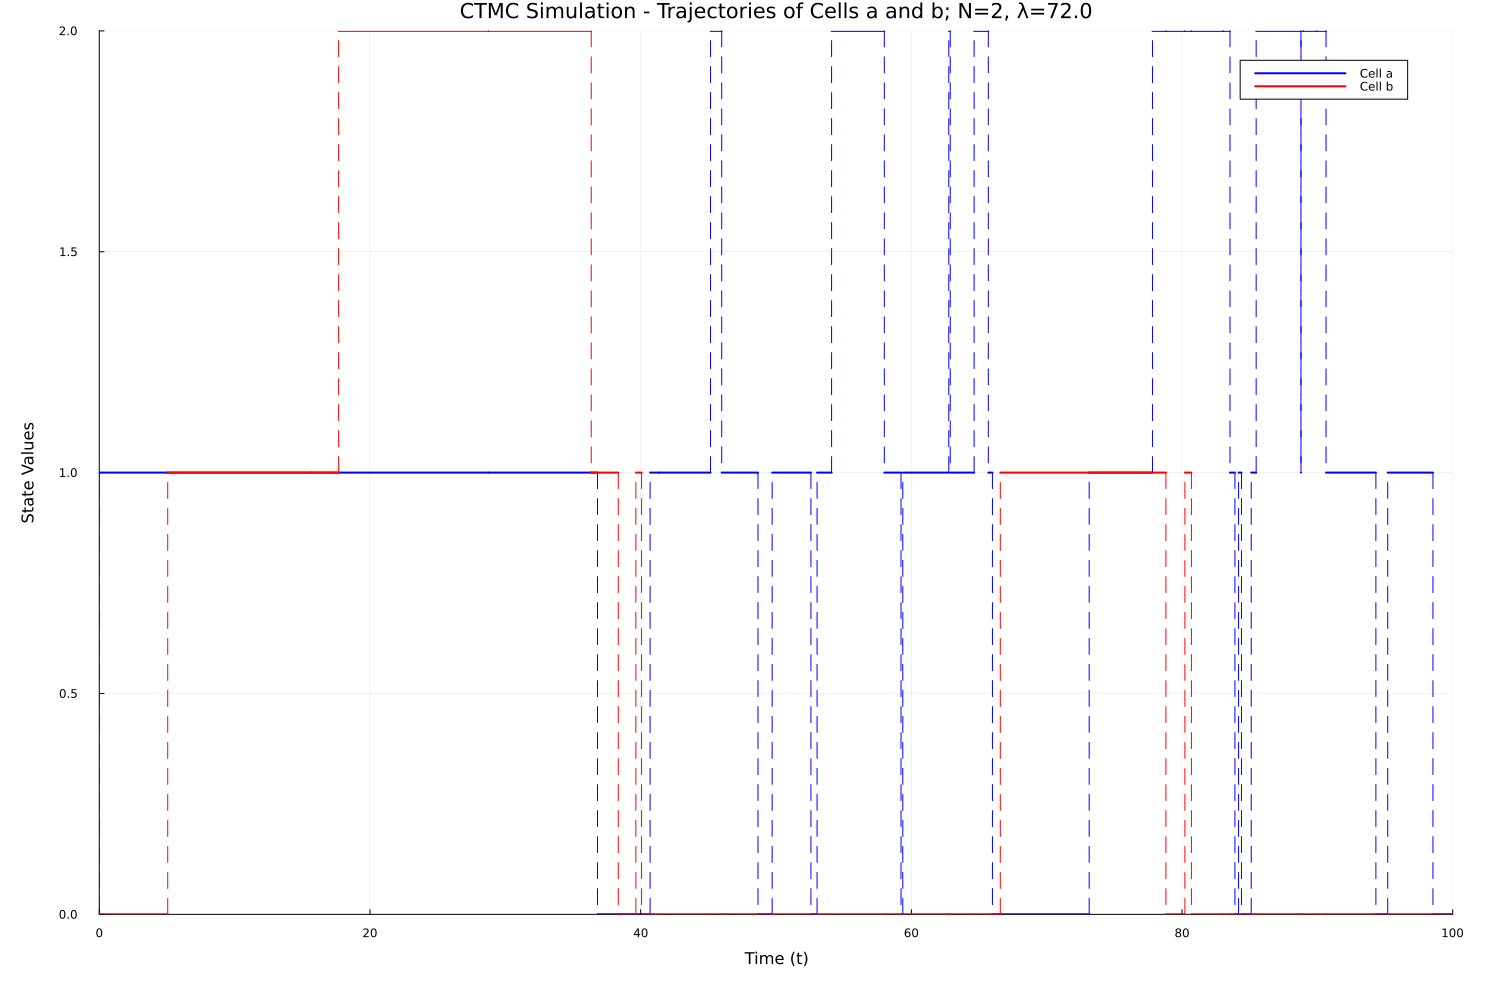 CTMC Simulation - Trajectories of Cells a and b; N=2, λ=72.0
2.0
Cell a
Cell b
1.5
1.0
State Values
0.5
0.0
0 20 40 60 80 100
Time (t)